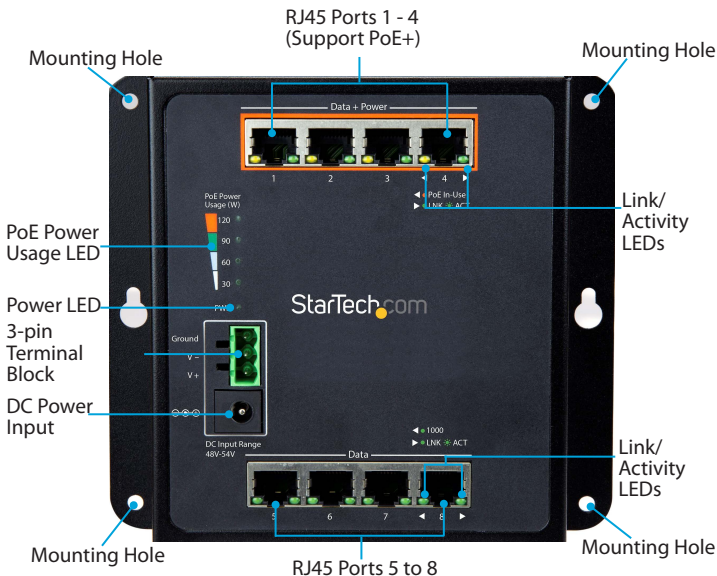 RJ45 Ports 1 - 4
(Support PoE+)
Mounting Hole
Mounting Hole
Data + Power
1 2 3 ◄ 4 ►
◄ PoE In-Use
► LNK ACT
Link/
Activity
LEDs
PoE Power
Usage (W)
120
90
60
30
PoE Power
Usage LED
Power LED
PW
StarTech.com
3-pin
Terminal
Block
Ground
V -
V +
DC Power
Input
DC Input Range
48V-54V
◄ 1000
► LNK ACT
Data
5 6 7 ◄ 8 ►
Link/
Activity
LEDs
Mounting Hole
RJ45 Ports 5 to 8
Mounting Hole